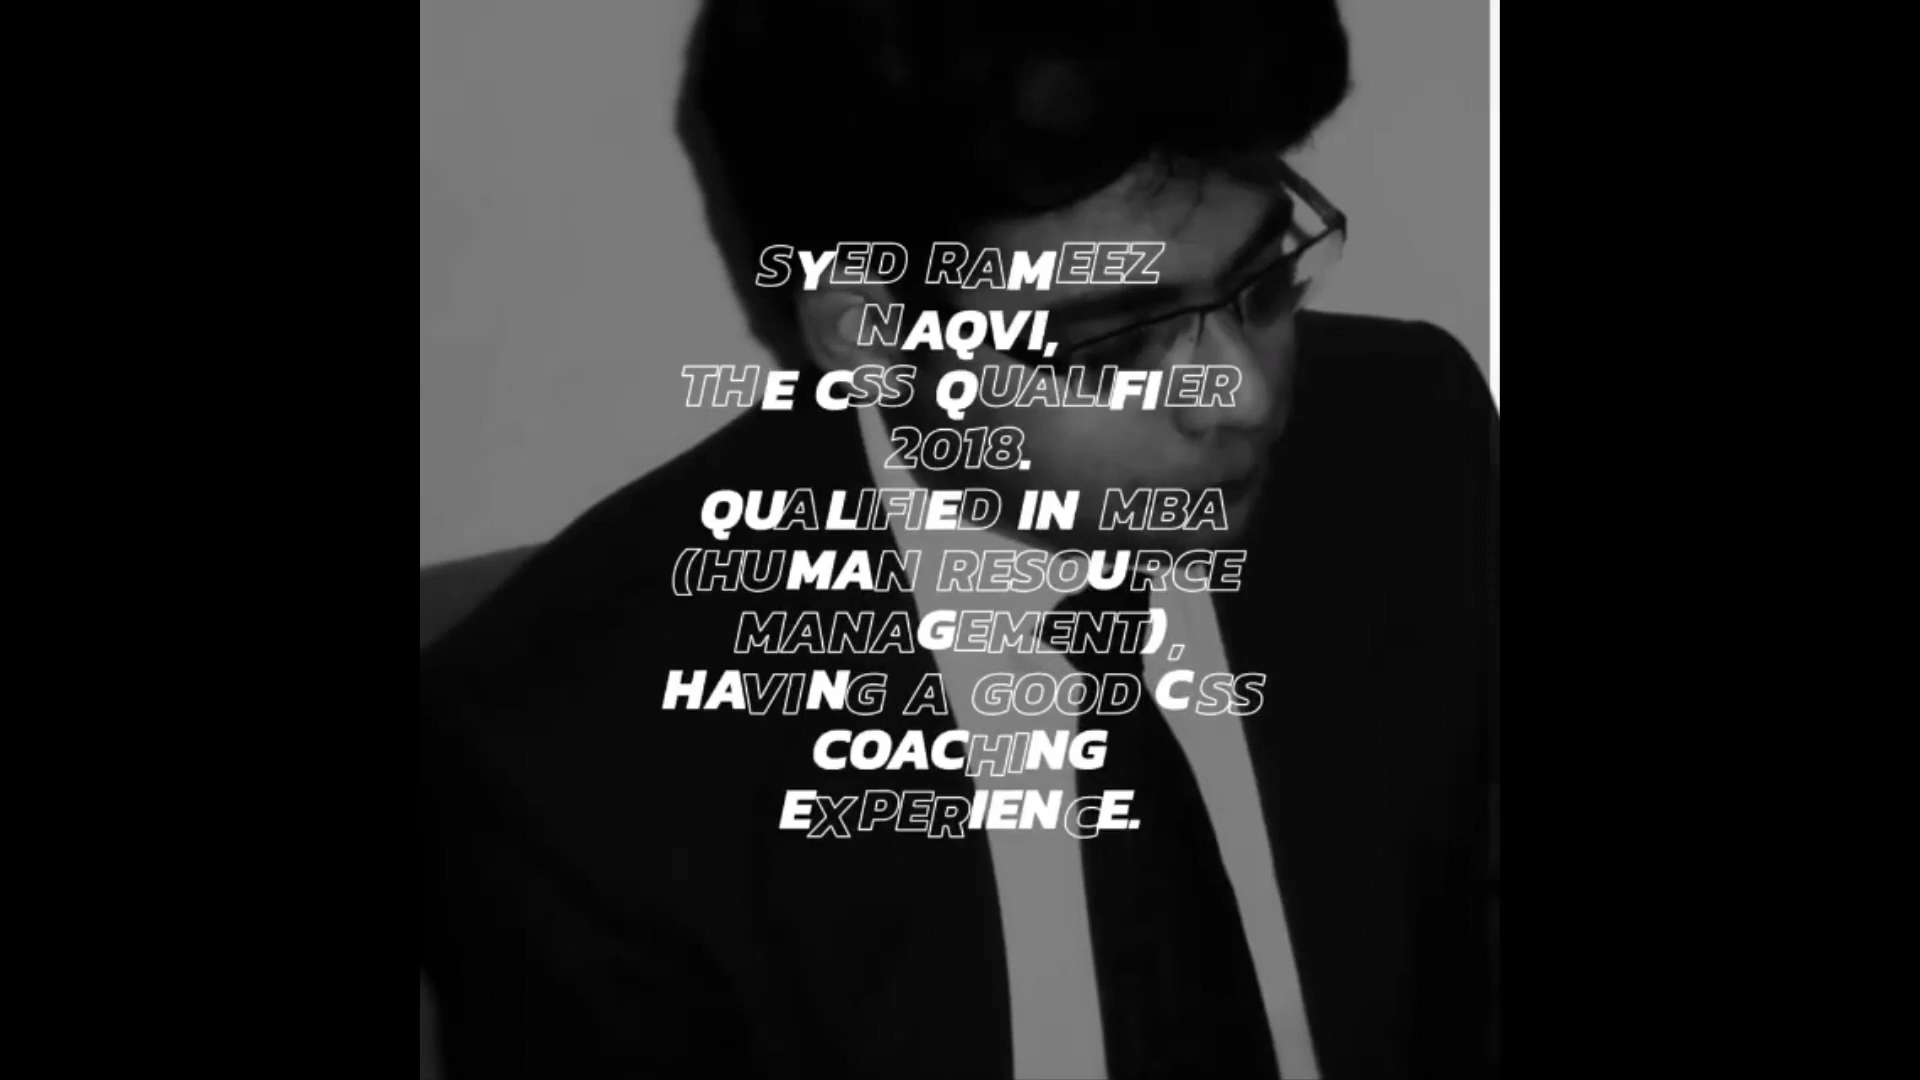 SYED RAMEEZ
NAQVI,
THE CSS QUALIFIER
2018.
QUALIFIED IN MBA
(HUMAN RESOURCE
MANAGEMENT),
HAVING A GOOD CSS
COACHING
EXPERIENCE.